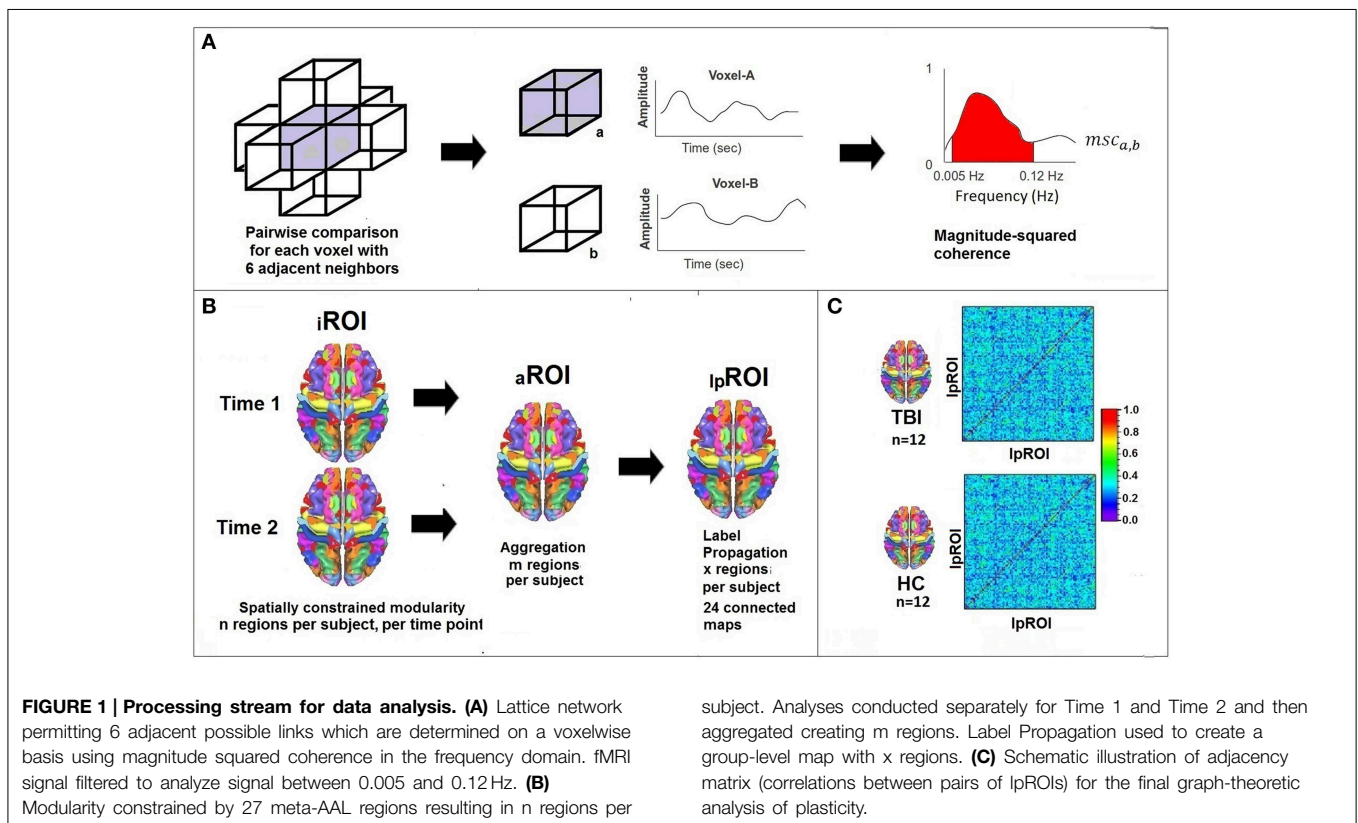 A
Pairwise comparison
for each voxel with
6 adjacent neighbors
a
b
Voxel-A
Amplitude
Time (sec)
Voxel-B
Amplitude
Time (sec)
1
0
0.005 Hz
0.12 Hz
Frequency (Hz)
msc a,b
Magnitude-squared
coherence
B
iROI
Time 1
Time 2
Spatially constrained modularity
n regions per subject, per time point
aROI
Aggregation
m regions
per subject
lpROI
Label
Propagation
x regions
per subject
24 connected
maps
C
TBI
n=12
lpROI
lpROI
HC
n=12
lpROI
lpROI
1.0
0.8
0.6
0.4
0.2
0.0
FIGURE 1 | Processing stream for data analysis. (A) Lattice network
permitting 6 adjacent possible links which are determined on a voxelwise
basis using magnitude squared coherence in the frequency domain. fMRI
signal filtered to analyze signal between 0.005 and 0.12 Hz. (B)
Modularity constrained by 27 meta-AAL regions resulting in n regions per
subject. Analyses conducted separately for Time 1 and Time 2 and then
aggregated creating m regions. Label Propagation used to create a
group-level map with x regions. (C) Schematic illustration of adjacency
matrix (correlations between pairs of lpROIs) for the final graph-theoretic
analysis of plasticity.